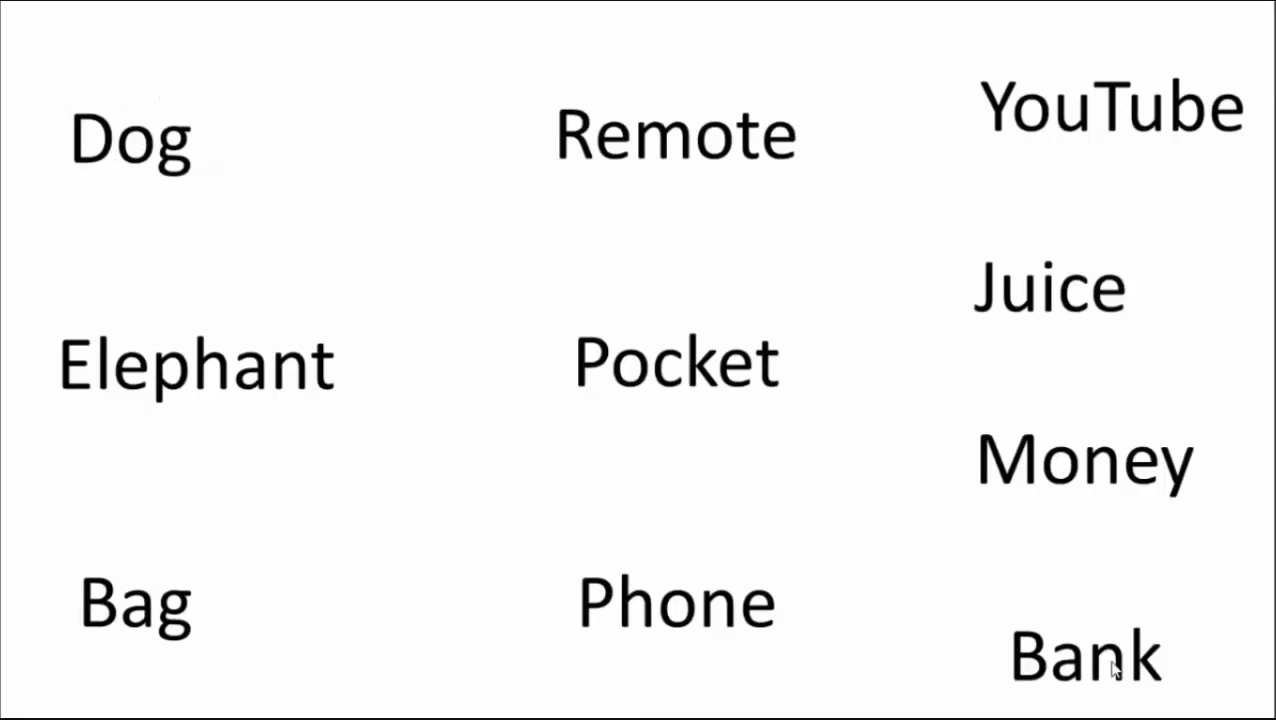 Dog
Elephant
Bag
Remote
Pocket
Phone
YouTube
Juice
Money
Bank